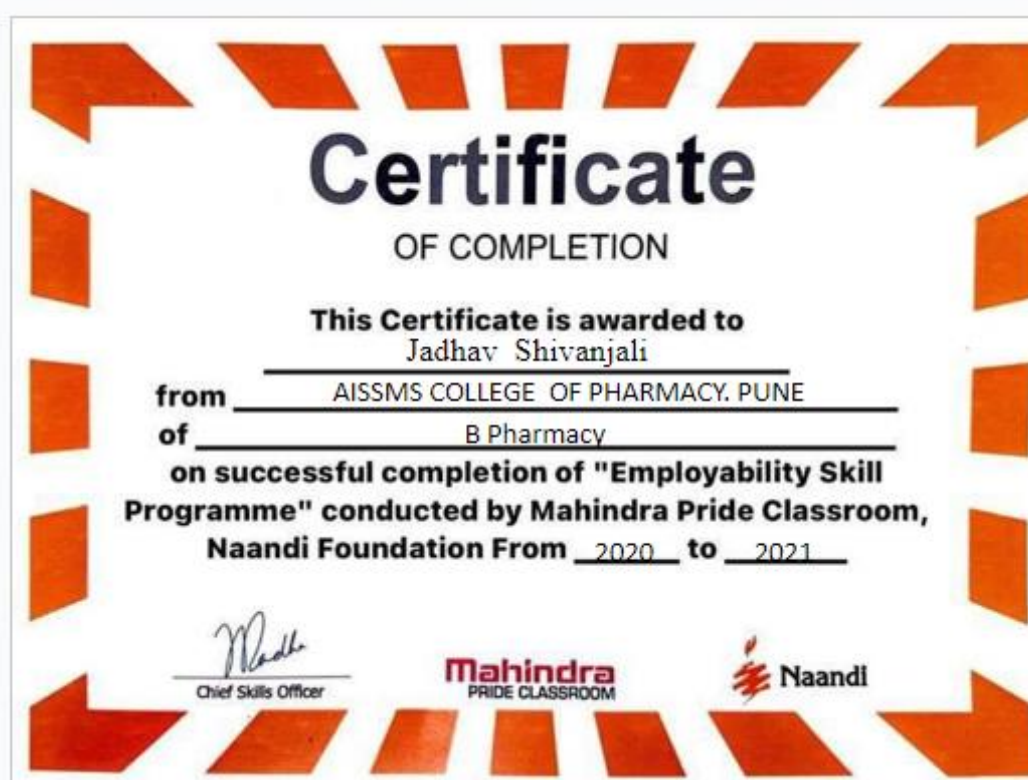 Certificate
OF COMPLETION
This Certificate is awarded to
Jadhav Shivanjali
from AISSMS COLLEGE OF PHARMACY. PUNE
of B Pharmacy
on successful completion of "Employability Skill
Programme" conducted by Mahindra Pride Classroom,
Naandi Foundation From 2020 to 2021
Chief Skills Officer
Mahindra
PRIDE CLASSROOM
Naandi